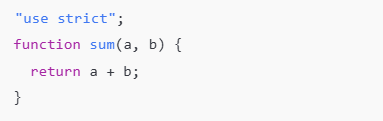 "use strict";
function sum(a, b) {
  return a + b;
}